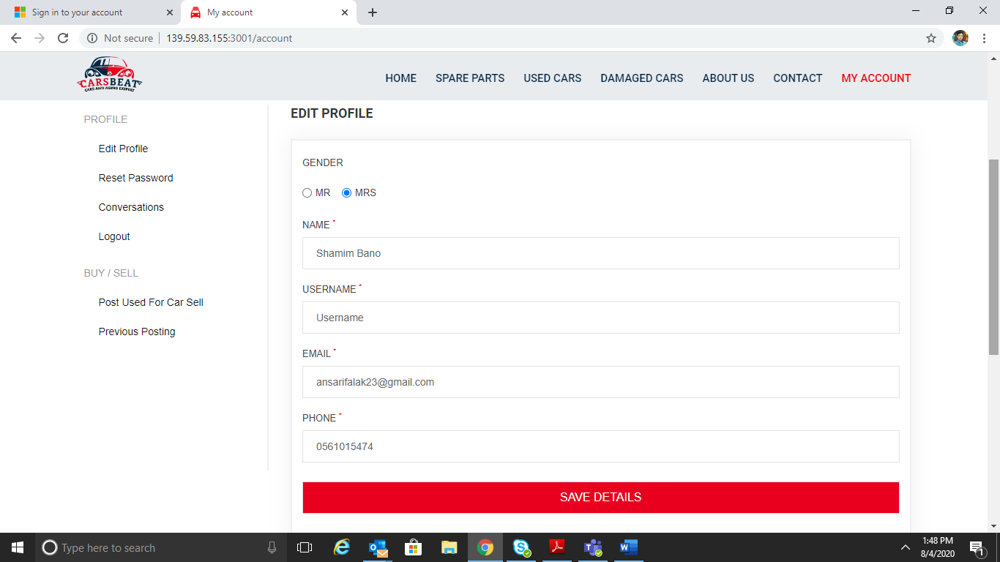 Sign in to your account
My account
Not secure
139.59.83.155:3001/account
CARSBEAT
CARS ANTI AGING EXEPERT
HOME SPARE PARTS USED CARS DAMAGED CARS ABOUT US CONTACT MY ACCOUNT
PROFILE
Edit Profile
Reset Password
Conversations
Logout
BUY / SELL
Post Used For Car Sell
Previous Posting
EDIT PROFILE
GENDER
MR MRS
NAME *
Shamim Bano
USERNAME *
Username
EMAIL *
ansarifalak23@gmail.com
PHONE *
0561015474
SAVE DETAILS
Type here to search
1:48 PM
8/4/2020
1